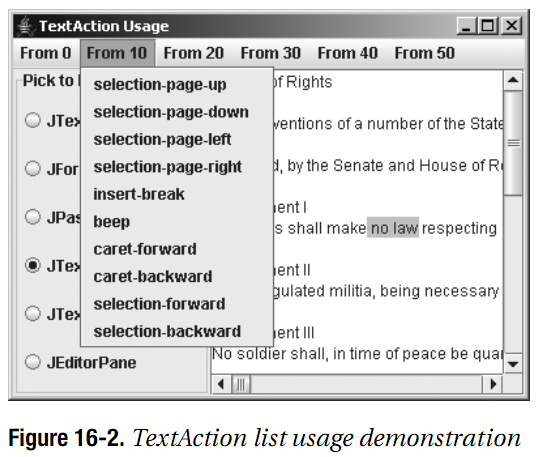 TextAction Usage
From 0 From 10 From 20 From 30 From 40 From 50
Pick to
selection-page-up
selection-page-down
selection-page-left
selection-page-right
insert-break
beep
caret-forward
caret-backward
selection-forward
selection-backward
JTex
JFor
JPas
JTex
JTex
JEditorPane
of Rights
ventions of a number of the State
d, by the Senate and House of Re
ment I
s shall make no law respecting
ment II
gulated militia, being necessary
ment III
No soldier shall, in time of peace be quar
Figure 16-2. TextAction list usage demonstration